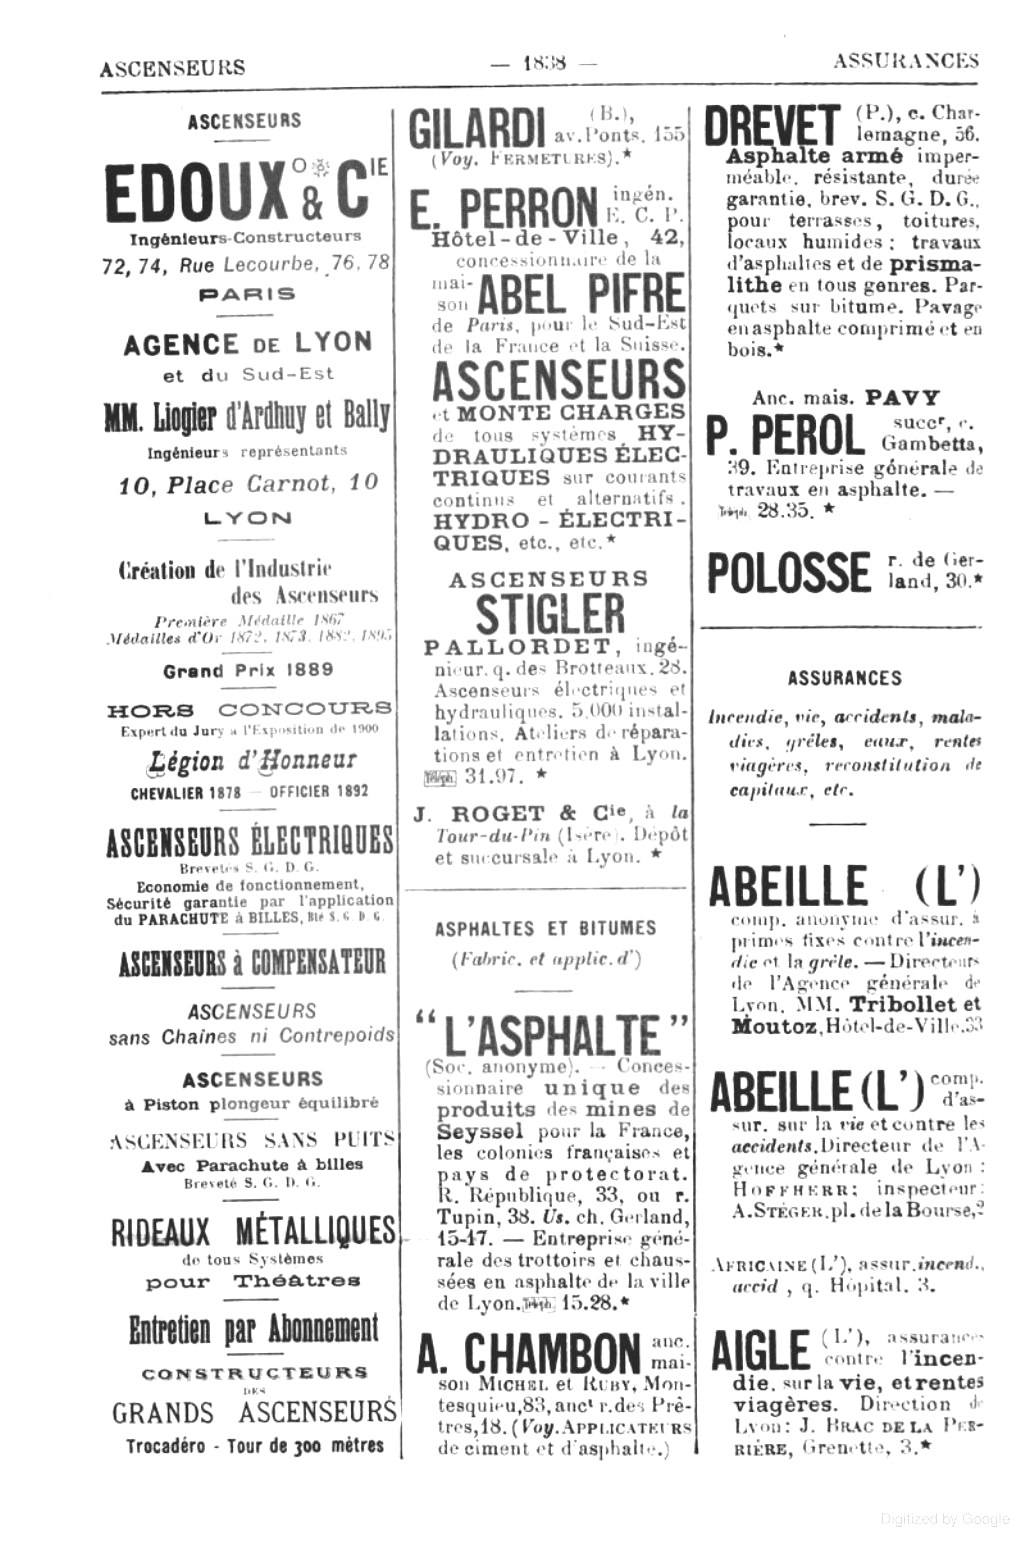 ASCENSEURS — 1838 — ASSURANCES
ASCENSEURS
EDOUX & CIE
Ingénieurs-Constructeurs
72, 74, Rue Lecourbe, 76, 78
PARIS
AGENCE DE LYON
et du Sud-Est
MM. Liogier d'Ardhuy et Bally
Ingénieurs représentants
10, Place Carnot, 10
LYON
Création de l'Industrie
des Ascenseurs
Première Médaille 1867
Médailles d'Or 1872, 1873, 1882, 1895
Grand Prix 1889
HORS CONCOURS
Expert du Jury a l'Exposition de 1900
Légion d'Honneur
CHEVALIER 1878 — OFFICIER 1892
ASCENSEURS ÉLECTRIQUES
Brevetés S. G. D. G.
Economie de fonctionnement,
Sécurité garantie par l'application
du PARACHUTE à BILLES, Bté S. G. D. G.
ASCENSEURS à COMPENSATEUR
ASCENSEURS
sans Chaines ni Contrepoids
ASCENSEURS
à Piston plongeur équilibré
ASCENSEURS SANS PUITS
Avec Parachute à billes
Breveté S. G. D. G.
RIDEAUX MÉTALLIQUES
de tous Systèmes
pour Théâtres
Entretien par Abonnement
CONSTRUCTEURS
DES
GRANDS ASCENSEURS
Trocadéro - Tour de 300 mètres
GILARDI (B.),
av. Ponts, 155
(Voy. FERMETURES).*
E. PERRON ingén.
E. C. P.
Hôtel-de-Ville, 42,
concessionnaire de la
mai-
son ABEL PIFRE
de Paris, pour le Sud-Est
de la France et la Suisse.
ASCENSEURS
et MONTE CHARGES
de tous systèmes, HY-
DRAULIQUES ÉLEC-
TRIQUES sur courants
continus et alternatifs.
HYDRO-ÉLECTRI-
QUES, etc., etc.*
ASCENSEURS
STIGLER
PALLORDET, ingé-
nieur, q. des Brotteaux, 28.
Ascenseurs électriques et
hydrauliques. 5,000 instal-
lations. Ateliers de répara-
tions et entretien à Lyon.
Téléph. 31.97. *
J. ROGET & Cie, à la
Tour-du-Pin (Isère). Dépôt
et succursale à Lyon. *
ASPHALTES ET BITUMES
(Fabric. et applic. d')
“L'ASPHALTE”
(Soc. anonyme). — Conces-
sionnaire unique des
produits des mines de
Seyssel pour la France,
les colonies françaises et
pays de protectorat.
R. République, 33, ou r.
Tupin, 38. Us. ch. Gerland,
15-17. — Entreprise géné-
rale des trottoirs et chaus-
sées en asphalte de la ville
de Lyon. Téléph. 15.28.*
A. CHAMBON anc.
mai-
son MICHEL et RUBY, Mon-
tesquieu, 83, anct r. des Prê-
tres, 18. (Voy. APPLICATEURS
de ciment et d'asphalte.)
DREVET (P.), c. Char-
lemagne, 56.
Asphalte armé imper-
méable, résistante, durée
garantie, brev. S. G. D. G.,
pour terrasses, toitures,
locaux humides ; travaux
d'asphaltes et de prisma-
lithe en tous genres. Par-
quets sur bitume. Pavage
en asphalte comprimé et en
bois.*
Anc. mais. PAVY
P. PEROL succr, c.
Gambetta,
39. Entreprise générale de
travaux en asphalte. —
Téléph. 28.35. *
POLOSSE r. de Ger-
land, 30.*
ASSURANCES
Incendie, vie, accidents, mala-
dies, grêles, eaux, rentes
viagères, reconstitution de
capitaux, etc.
ABEILLE (L')
comp. anonyme d'assur. à
primes fixes contre l'incen-
die et la grêle. — Directeurs
de l'Agence générale de
Lyon, MM. Tribollet et
Moutoz, Hôtel-de-Ville, 33
ABEILLE (L') comp.
d'as-
sur. sur la vie et contre les
accidents. Directeur de l'A-
gence générale de Lyon :
HOFFHERR; inspecteur:
A. STÉGER, pl. de la Bourse, 2
AFRICAINE (L'), assur. incend.,
accid., q. Hôpital, 3.
AIGLE (L'), assurance
contre l'incen-
die, sur la vie, et rentes
viagères. Direction de
Lyon: J. BRAC DE LA PER-
RIÈRE, Grenette, 3.*
Digitized by Google